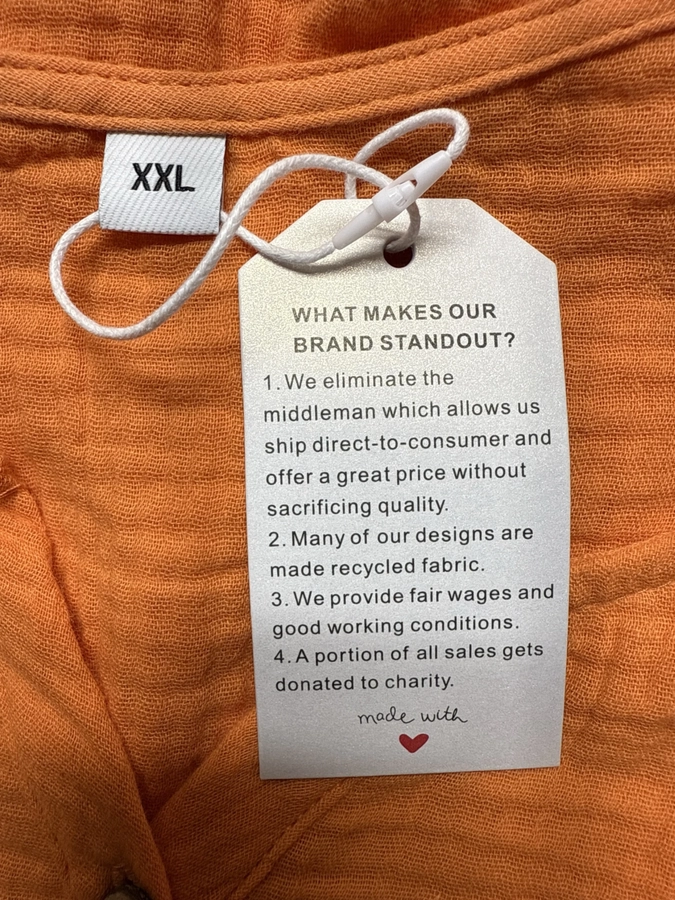 XXL
WHAT MAKES OUR
BRAND STANDOUT?
1. We eliminate the
middleman which allows us
ship direct-to-consumer and
offer a great price without
sacrificing quality.
2. Many of our designs are
made recycled fabric.
3. We provide fair wages and
good working conditions.
4. A portion of all sales gets
donated to charity.
made with